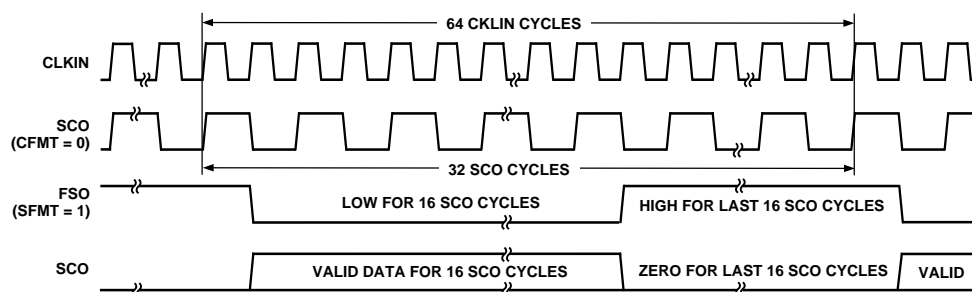 64 CKLIN CYCLES
CLKIN
SCO
(CFMT = 0)
32 SCO CYCLES
FSO
(SFMT = 1)
LOW FOR 16 SCO CYCLES
HIGH FOR LAST 16 SCO CYCLES
SCO
VALID DATA FOR 16 SCO CYCLES
ZERO FOR LAST 16 SCO CYCLES
VALID